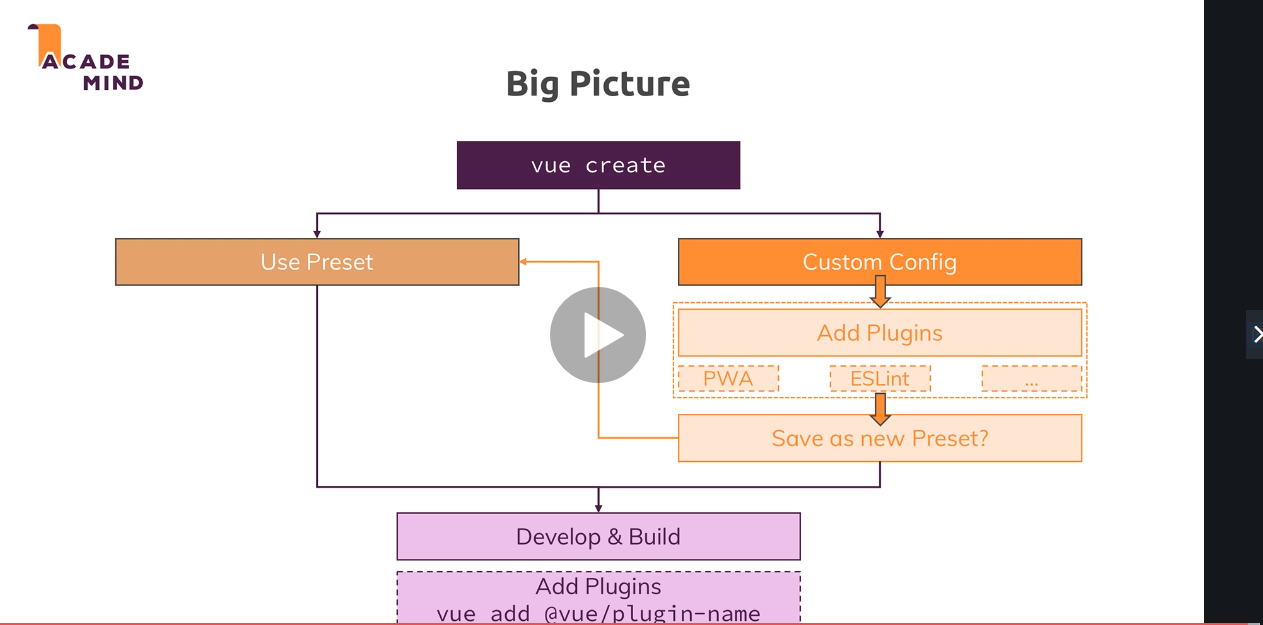 ACADE
MIND
Big Picture
vue create
Use Preset
Custom Config
Add Plugins
PWA
ESLint
...
Save as new Preset?
Develop & Build
Add Plugins
vue add @vue/plugin-name